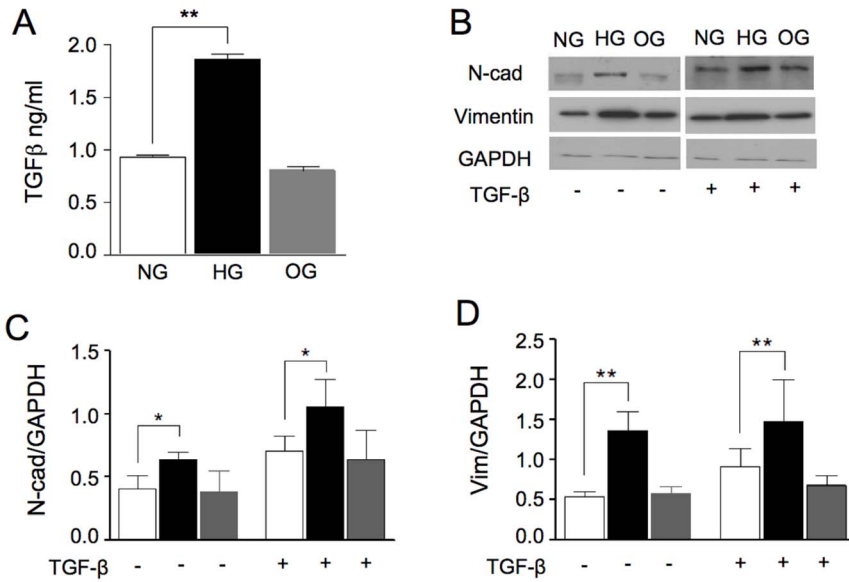 A
**
TGFβ ng/ml
2.0
1.5
1.0
0.5
0.0
NG HG OG
B
NG HG OG NG HG OG
N-cad
Vimentin
GAPDH
TGF-β - - - + + +
C
N-cad/GAPDH
1.5
1.0
0.5
0.0
*
*
TGF-β - - - + + +
D
Vim/GAPDH
2.5
2.0
1.5
1.0
0.5
0.0
**
**
TGF-β - - - + + +